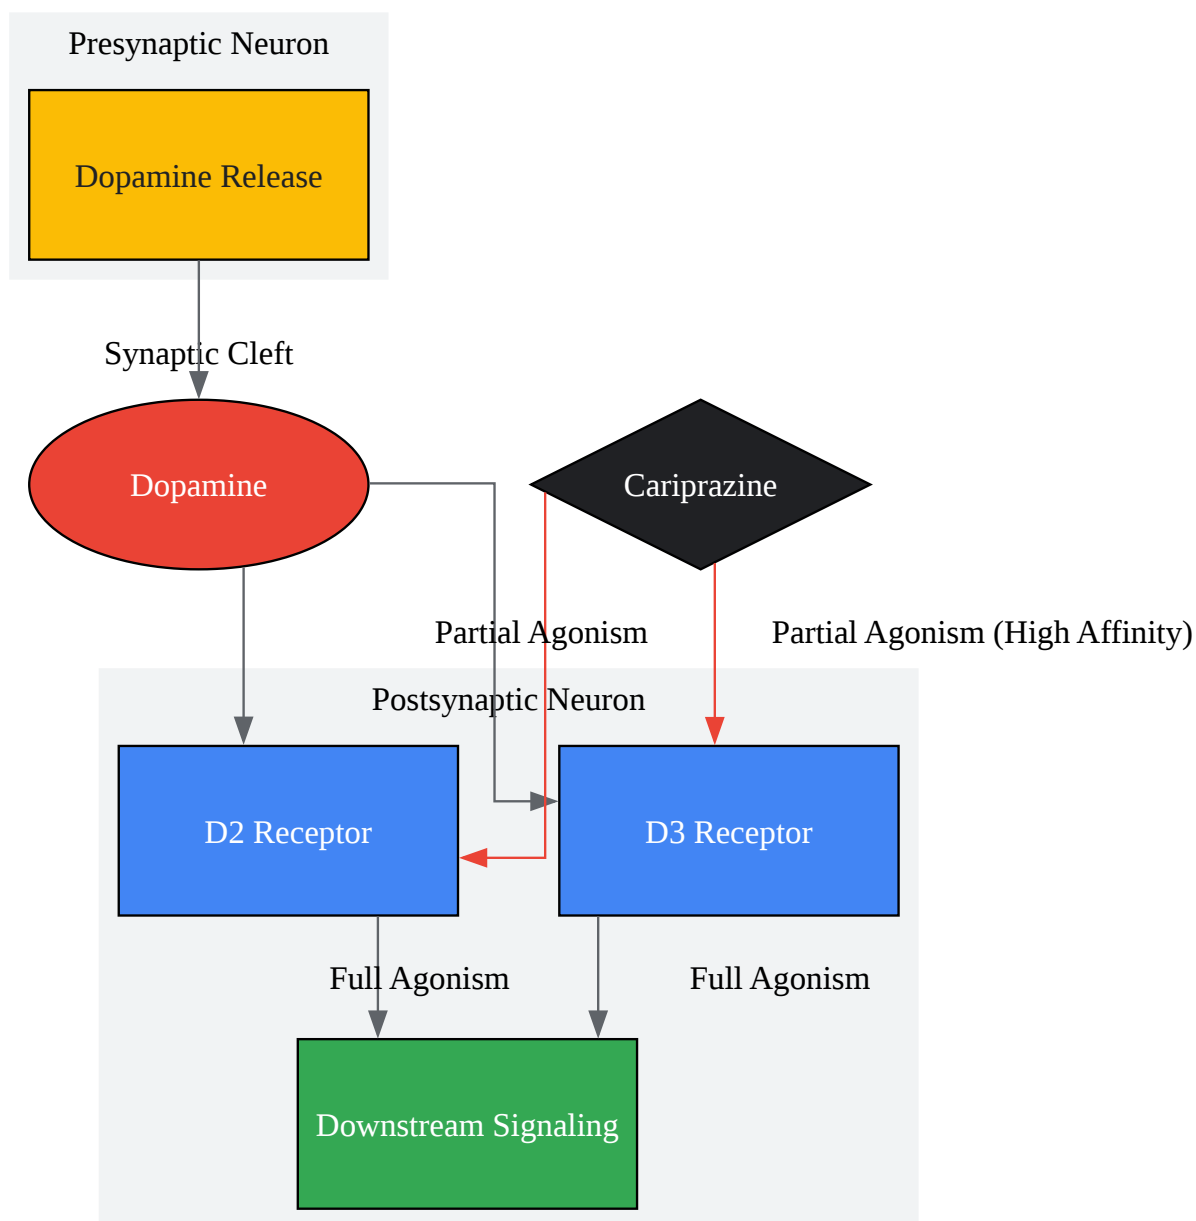 Presynaptic Neuron
Dopamine Release
Synaptic Cleft
Dopamine
Cariprazine
Partial Agonism
Partial Agonism (High Affinity)
Postsynaptic Neuron
D2 Receptor
D3 Receptor
Full Agonism
Full Agonism
Downstream Signaling